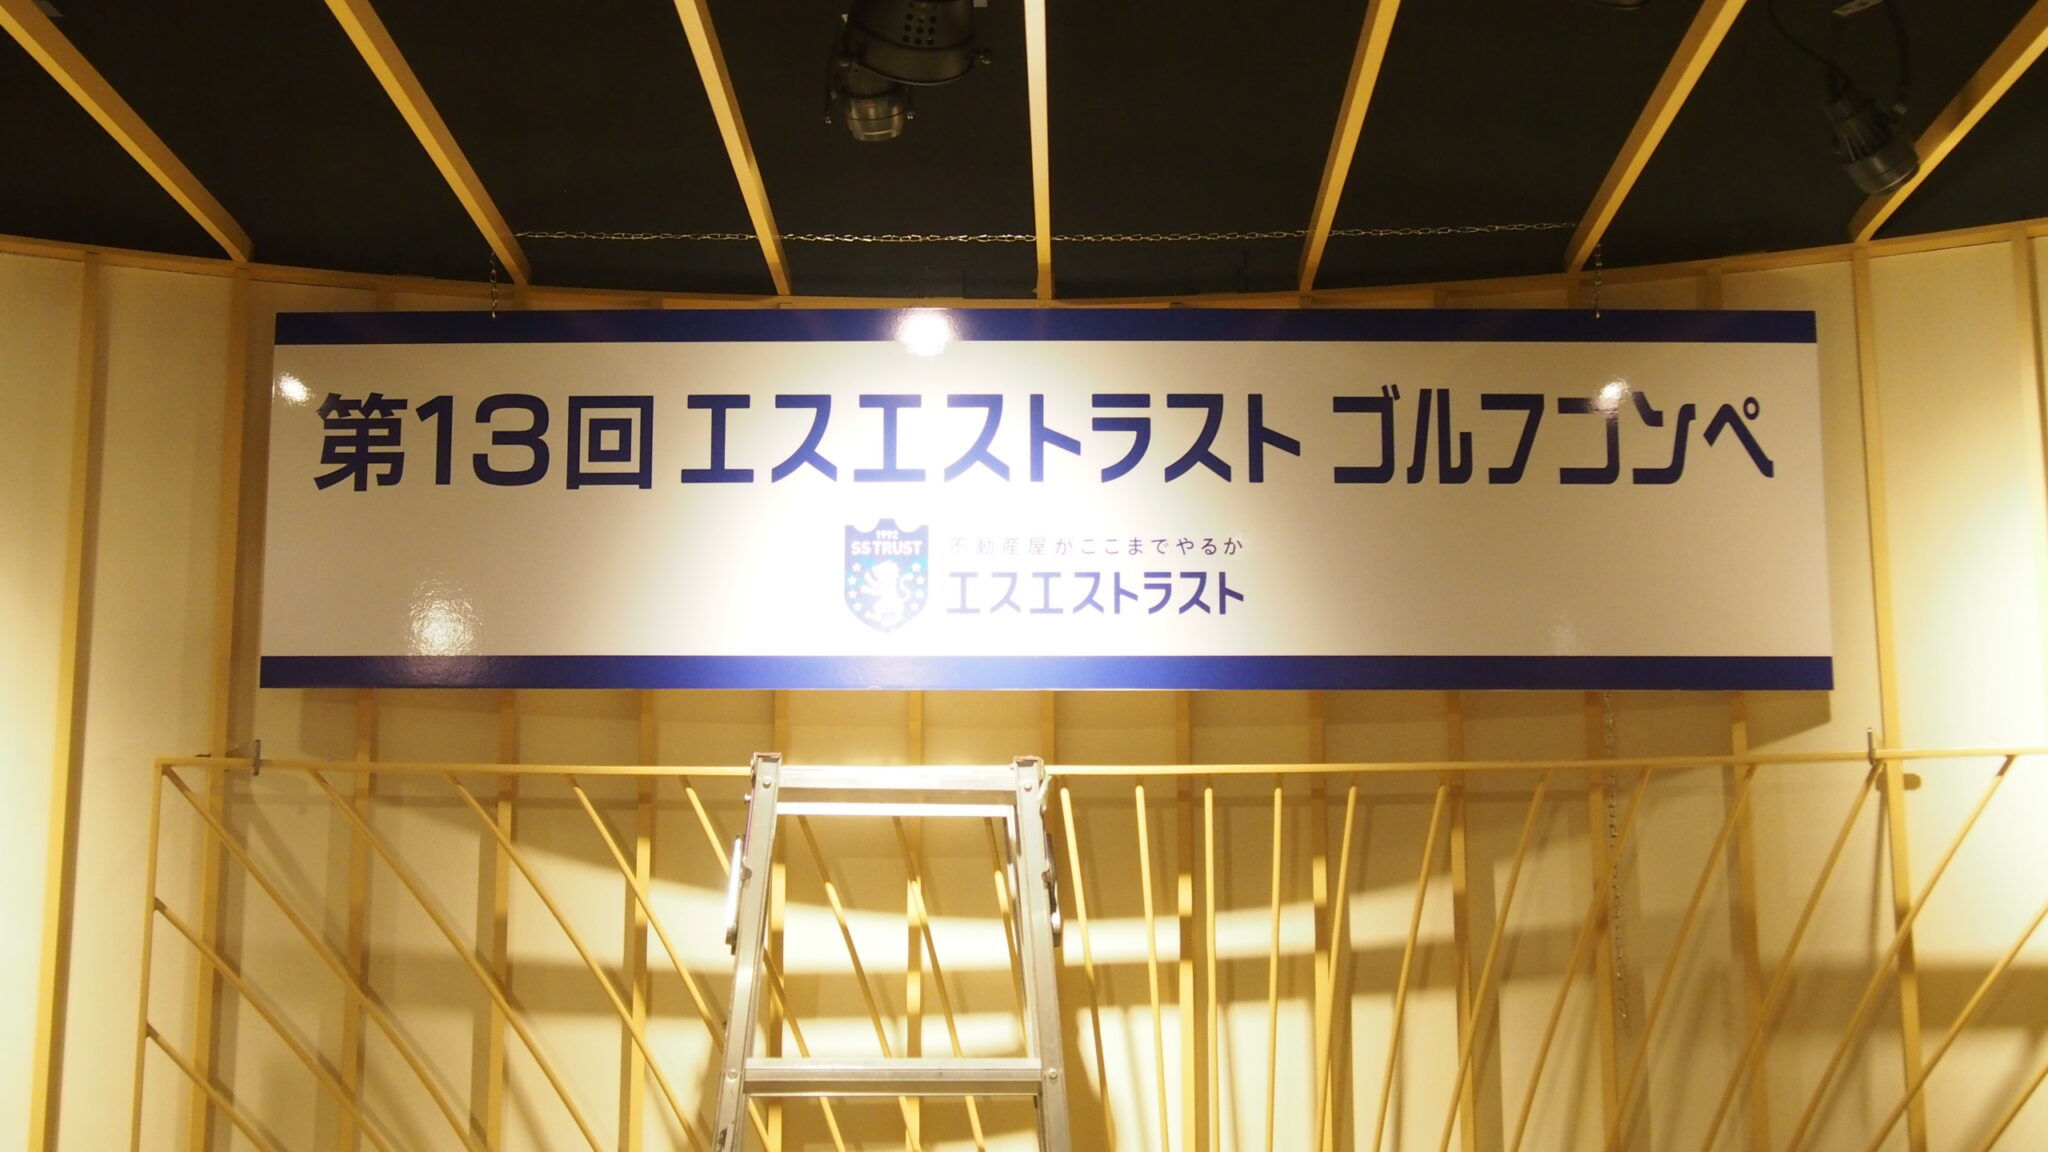 第13回 エスエストラスト ゴルフコンペ
1992
SS TRUST
不動産屋がここまでやるか
エスエストラスト